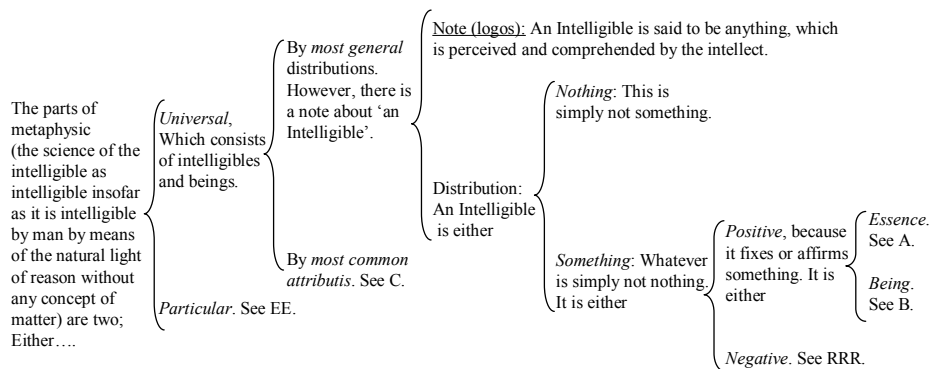 The parts of
metaphysic
(the science of the
intelligible as
intelligible insofar
as it is intelligible
by man by means
of the natural light
of reason without
any concept of
matter) are two;
Either….
Universal,
Which consists
of intelligibles
and beings.
Particular. See EE.
By most general
distributions.
However, there is
a note about ‘an
Intelligible’.
By most common
attributis. See C.
Note (logos): An Intelligible is said to be anything, which
is perceived and comprehended by the intellect.
Distribution:
An Intelligible
is either
Nothing: This is
simply not something.
Something: Whatever
is simply not nothing.
It is either
Positive, because
it fixes or affirms
something. It is
either
Negative. See RRR.
Essence.
See A.
Being.
See B.